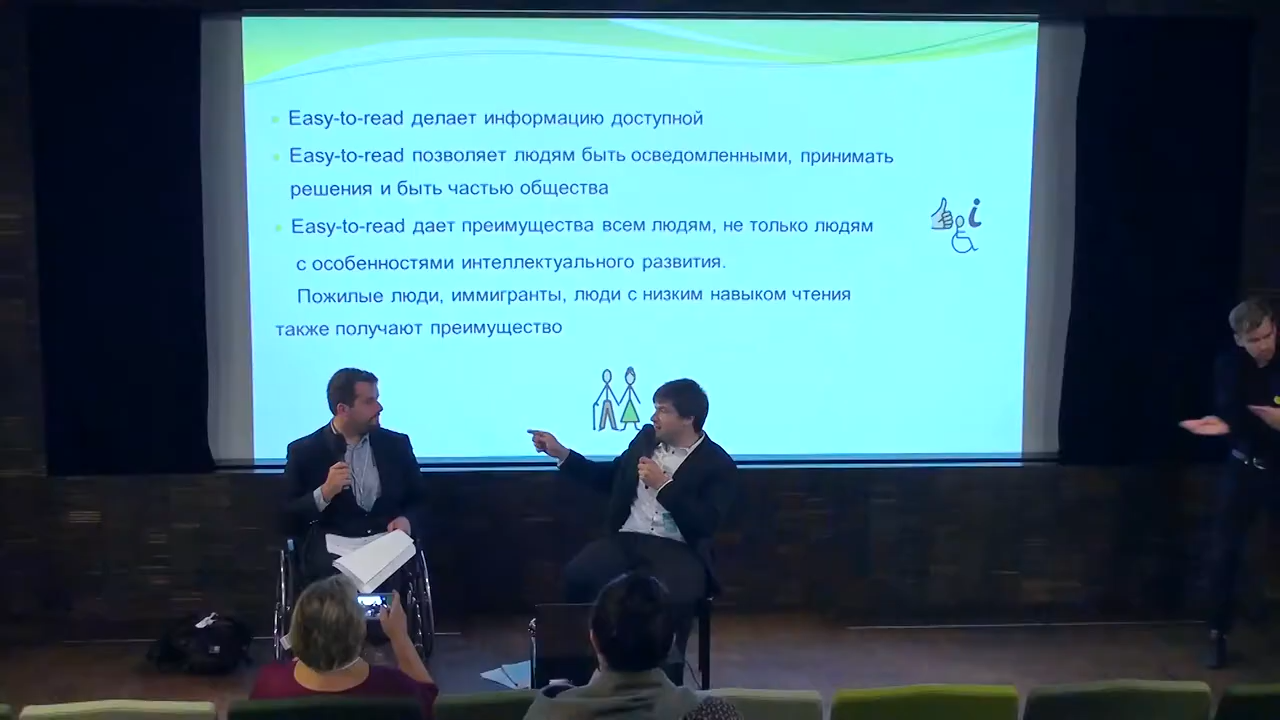 Easy-to-read делает информацию доступной
Easy-to-read позволяет людям быть осведомленными, принимать
решения и быть частью общества
Easy-to-read дает преимущества всем людям, не только людям
с особенностями интеллектуального развития.
Пожилые люди, иммигранты, люди с низким навыком чтения
также получают преимущество